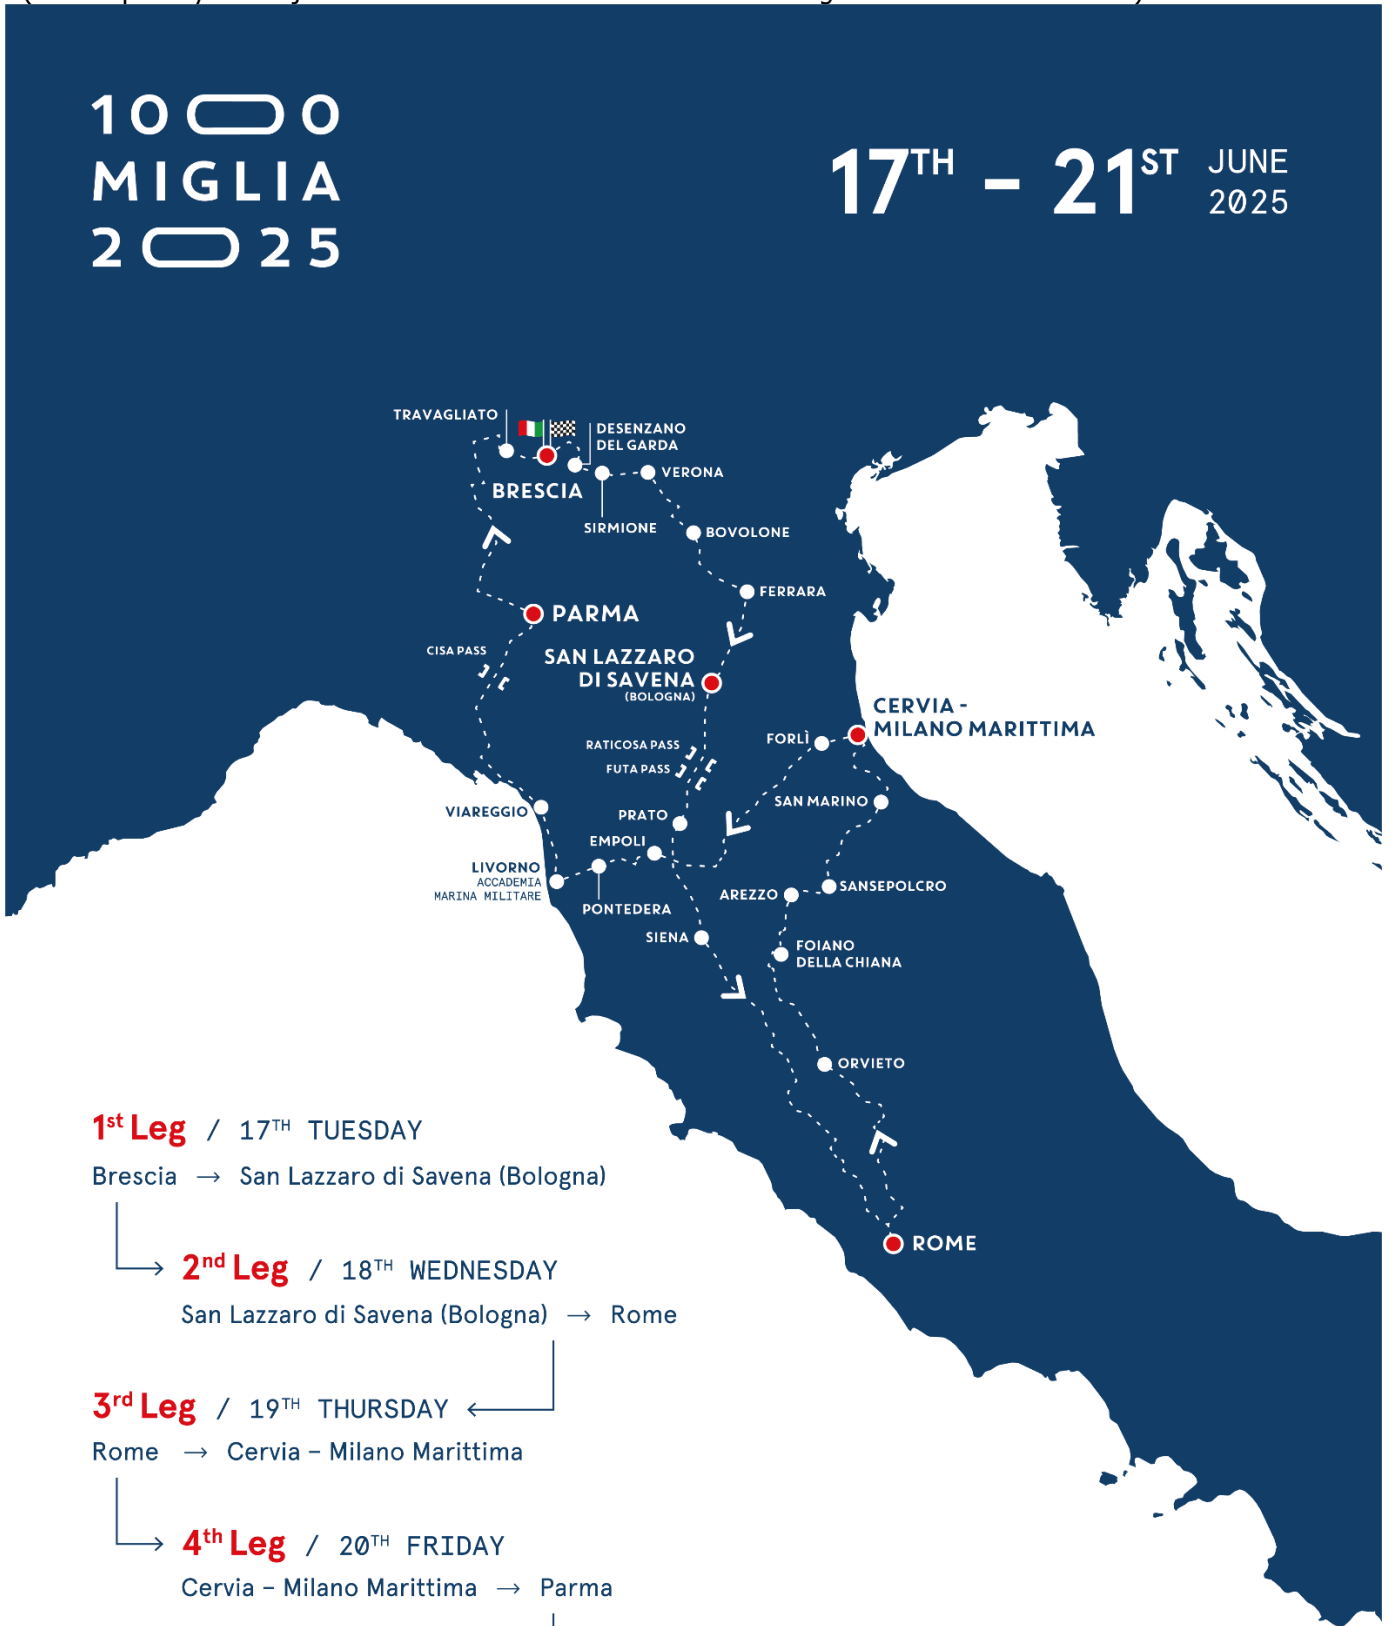 10000
MIGLIA
2025
17TH – 21ST JUNE
2025
TRAVAGLIATO
DESENZANO
DEL GARDA
VERONA
BRESCIA
SIRMIONE
BOVOLONE
FERRARA
PARMA
CISA PASS
SAN LAZZARO
DI SAVENA
(BOLOGNA)
CERVIA -
MILANO MARITTIMA
FORLÌ
RATICOSA PASS
FUTA PASS
SAN MARINO
VIAREGGIO
PRATO
EMPOLI
LIVORNO
ACCADEMIA
MARINA MILITARE
PONTEDERA
AREZZO
SANSEPOLCRO
SIENA
FOIANO
DELLA CHIANA
ORVIETO
ROME
1st Leg / 17TH TUESDAY
Brescia → San Lazzaro di Savena (Bologna)
2nd Leg / 18TH WEDNESDAY
San Lazzaro di Savena (Bologna) → Rome
3rd Leg / 19TH THURSDAY
Rome → Cervia – Milano Marittima
4th Leg / 20TH FRIDAY
Cervia – Milano Marittima → Parma